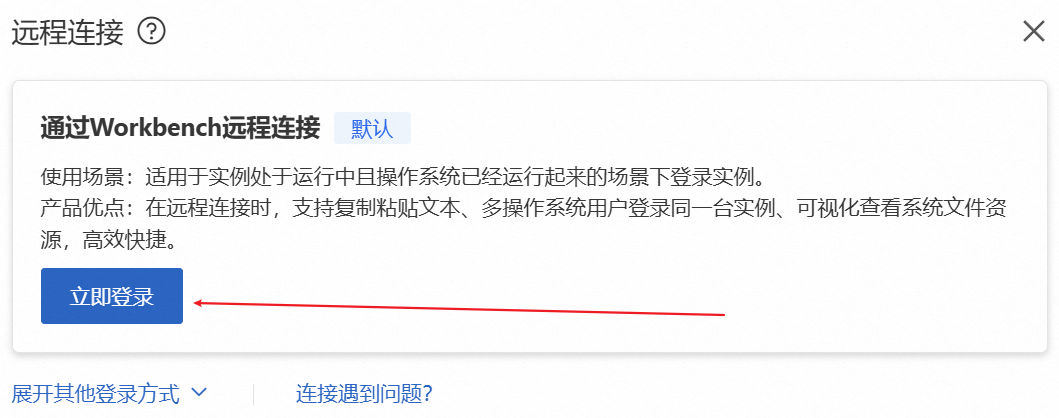 远程连接 ?
通过Workbench远程连接 默认
使用场景：适用于实例处于运行中且操作系统已经运行起来的场景下登录实例。
产品优点：在远程连接时，支持复制粘贴文本、多操作系统用户登录同一台实例、可视化查看系统文件资
源，高效快捷。
立即登录
展开其他登录方式 连接遇到问题?